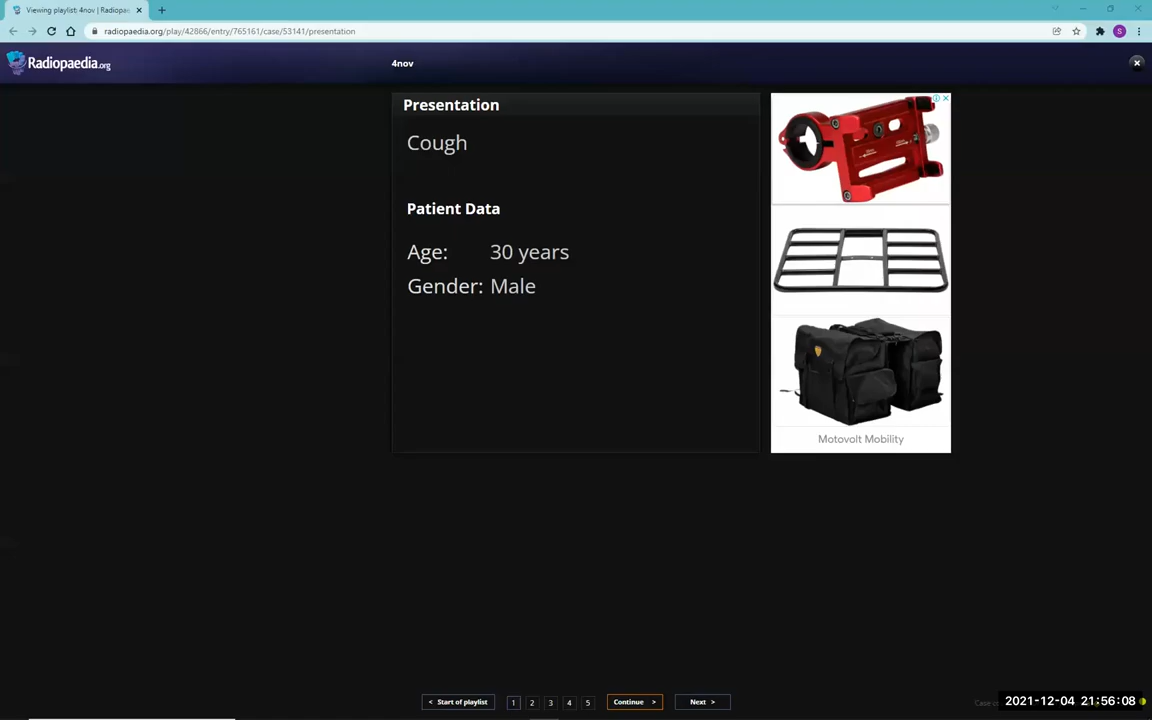 Viewing playlist: 4nov | Radiopae
radiopaedia.org/play/42866/entry/765161/case/53141/presentation
S
Radiopaedia.org
4nov
Presentation
Cough
Patient Data
Age: 30 years
Gender: Male
Motovolt Mobility
< Start of playlist 1 2 3 4 5 Continue > Next >
2021-12-04 21:56:08